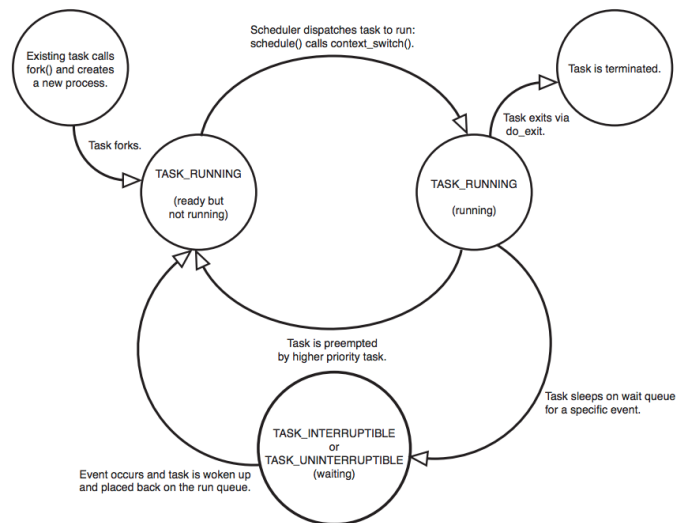 Scheduler dispatches task to run:
schedule() calls context_switch().
Existing task calls
fork() and creates
a new process.
Task is terminated.
Task forks.
Task exits via
do_exit.
TASK_RUNNING
(ready but
not running)
TASK_RUNNING
(running)
Task is preempted
by higher priority task.
Task sleeps on wait queue
for a specific event.
TASK_INTERRUPTIBLE
or
TASK_UNINTERRUPTIBLE
(waiting)
Event occurs and task is woken up
and placed back on the run queue.